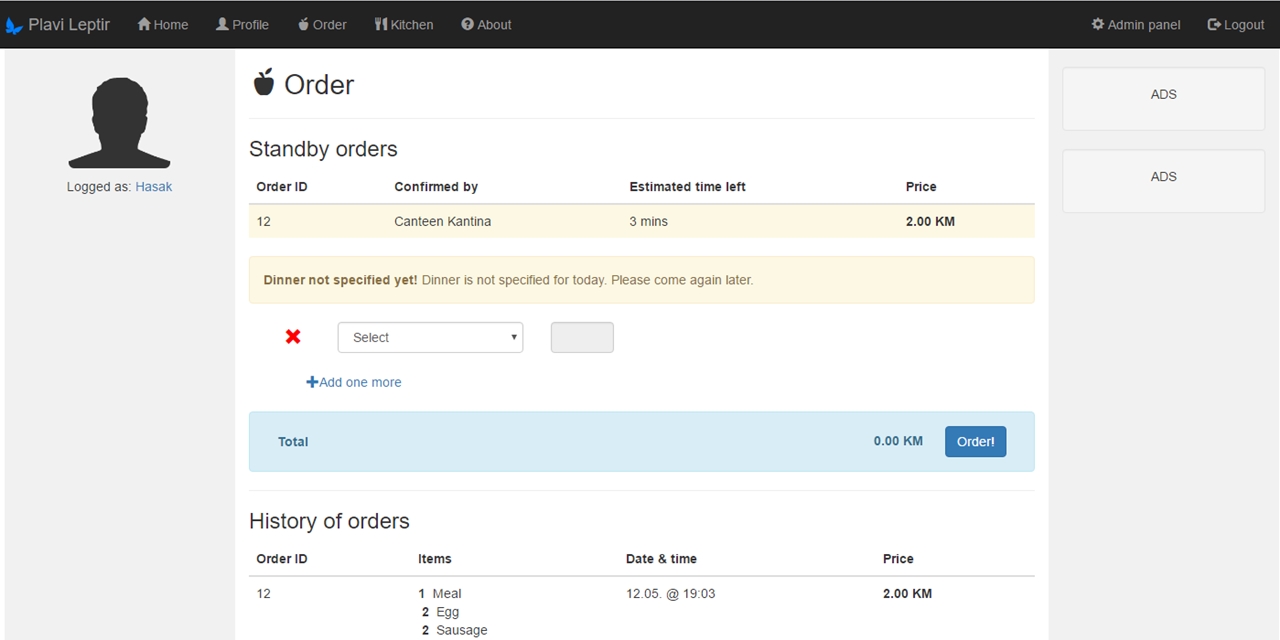 Plavi Leptir Home Profile Order Kitchen About Admin panel Logout
Logged as: Hasak
Order
Standby orders
Order ID Confirmed by Estimated time left Price
12 Canteen Kantina 3 mins 2.00 KM
Dinner not specified yet! Dinner is not specified for today. Please come again later.
Select
Add one more
Total 0.00 KM Order!
History of orders
Order ID Items Date & time Price
12 1 Meal 12.05. @ 19:03 2.00 KM
2 Egg
2 Sausage
ADS
ADS